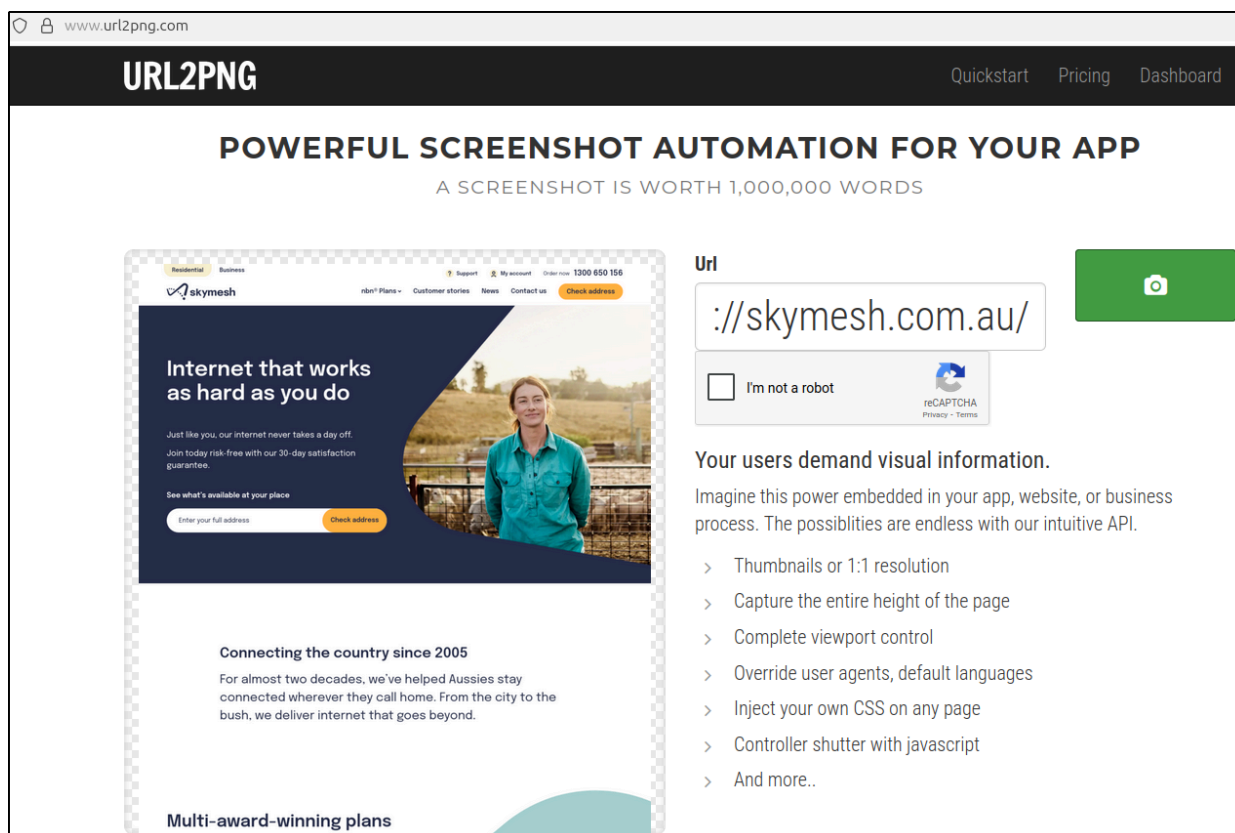 www.url2png.com
URL2PNG
Quickstart Pricing Dashboard
POWERFUL SCREENSHOT AUTOMATION FOR YOUR APP
A SCREENSHOT IS WORTH 1,000,000 WORDS
Residential Business
? Support My account Order now 1300 650 156
skymesh
nbn® Plans Customer stories News Contact us Check address
Internet that works
as hard as you do
Just like you, our internet never takes a day off.
Join today risk-free with our 30-day satisfaction
guarantee.
See what's available at your place
Enter your full address Check address
Connecting the country since 2005
For almost two decades, we've helped Aussies stay
connected wherever they call home. From the city to the
bush, we deliver internet that goes beyond.
Multi-award-winning plans
Url
://skymesh.com.au/
I'm not a robot
reCAPTCHA
Privacy - Terms
Your users demand visual information.
Imagine this power embedded in your app, website, or business
process. The possiblities are endless with our intuitive API.
Thumbnails or 1:1 resolution
Capture the entire height of the page
Complete viewport control
Override user agents, default languages
Inject your own CSS on any page
Controller shutter with javascript
And more..